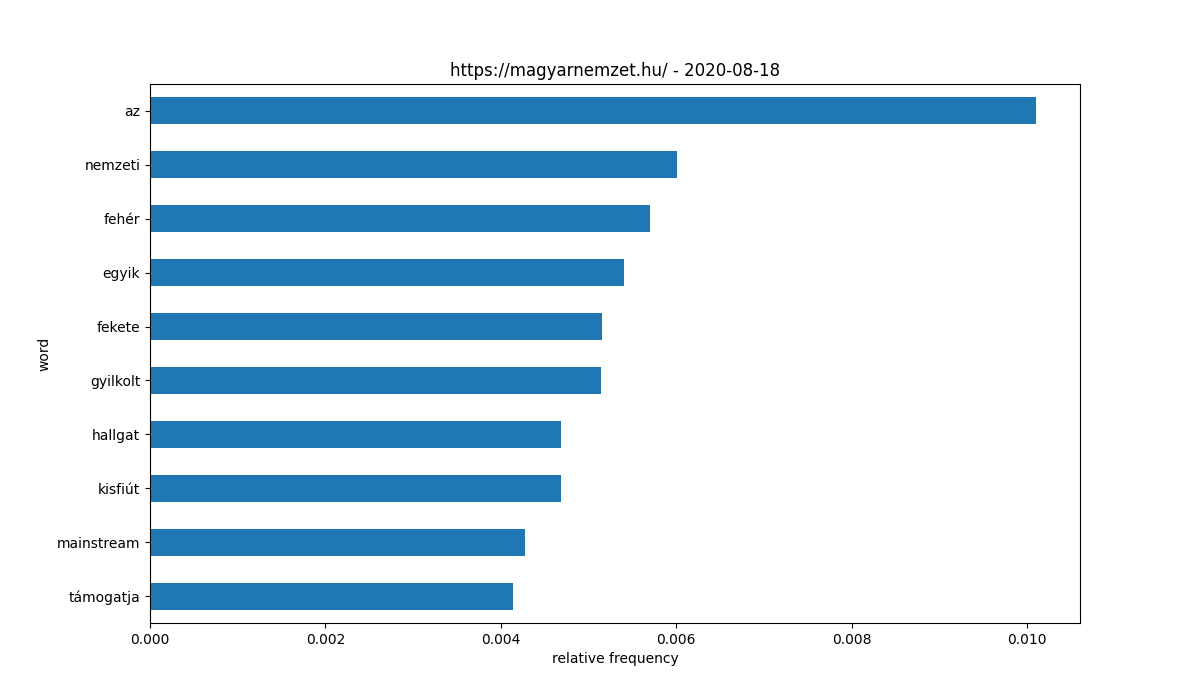 https://magyarnemzet.hu/ - 2020-08-18
az
nemzeti
fehér
egyik
fekete
gyilkolt
hallgat
kisfiút
mainstream
támogatja
word
0.000 0.002 0.004 0.006 0.008 0.010
relative frequency